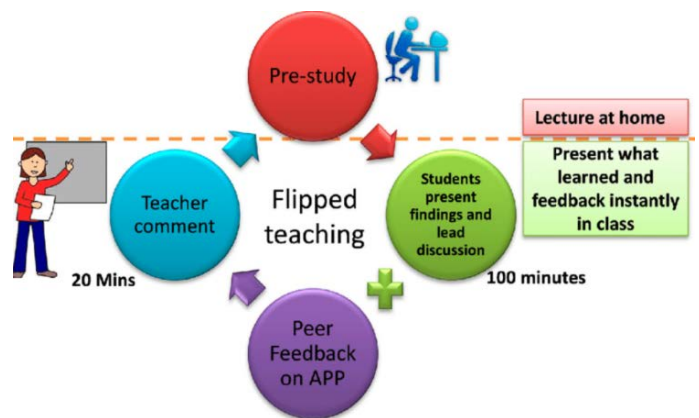 Pre-study
Lecture at home
Present what
learned and
feedback instantly
in class
Teacher
comment
Flipped
teaching
Students
present
findings and
lead
discussion
20 Mins
100 minutes
Peer
Feedback
on APP